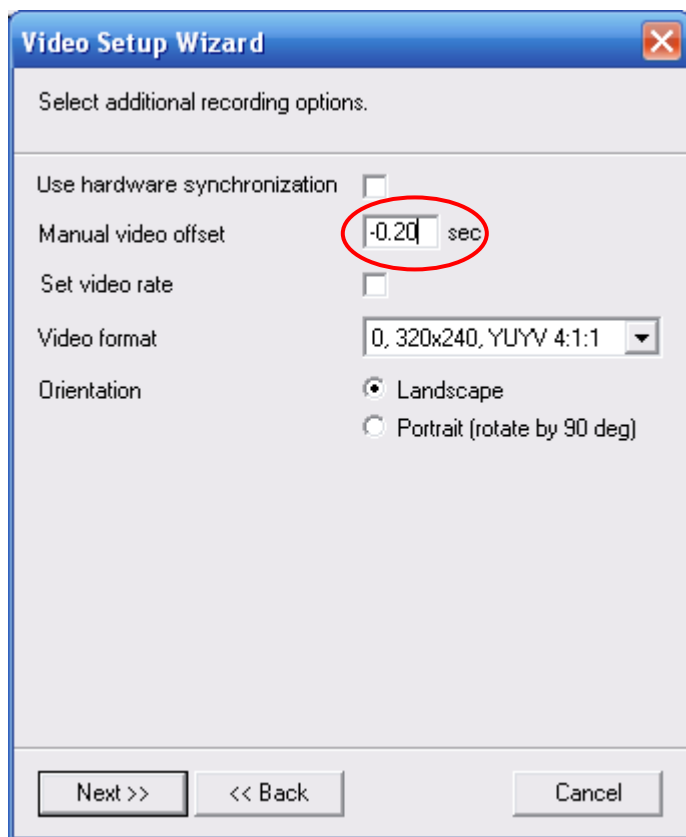 Video Setup Wizard
Select additional recording options.
Use hardware synchronization
Manual video offset -0.20 sec
Set video rate
Video format 0, 320x240, YUYV 4:1:1
Orientation Landscape
Portrait (rotate by 90 deg)
Next >> << Back Cancel